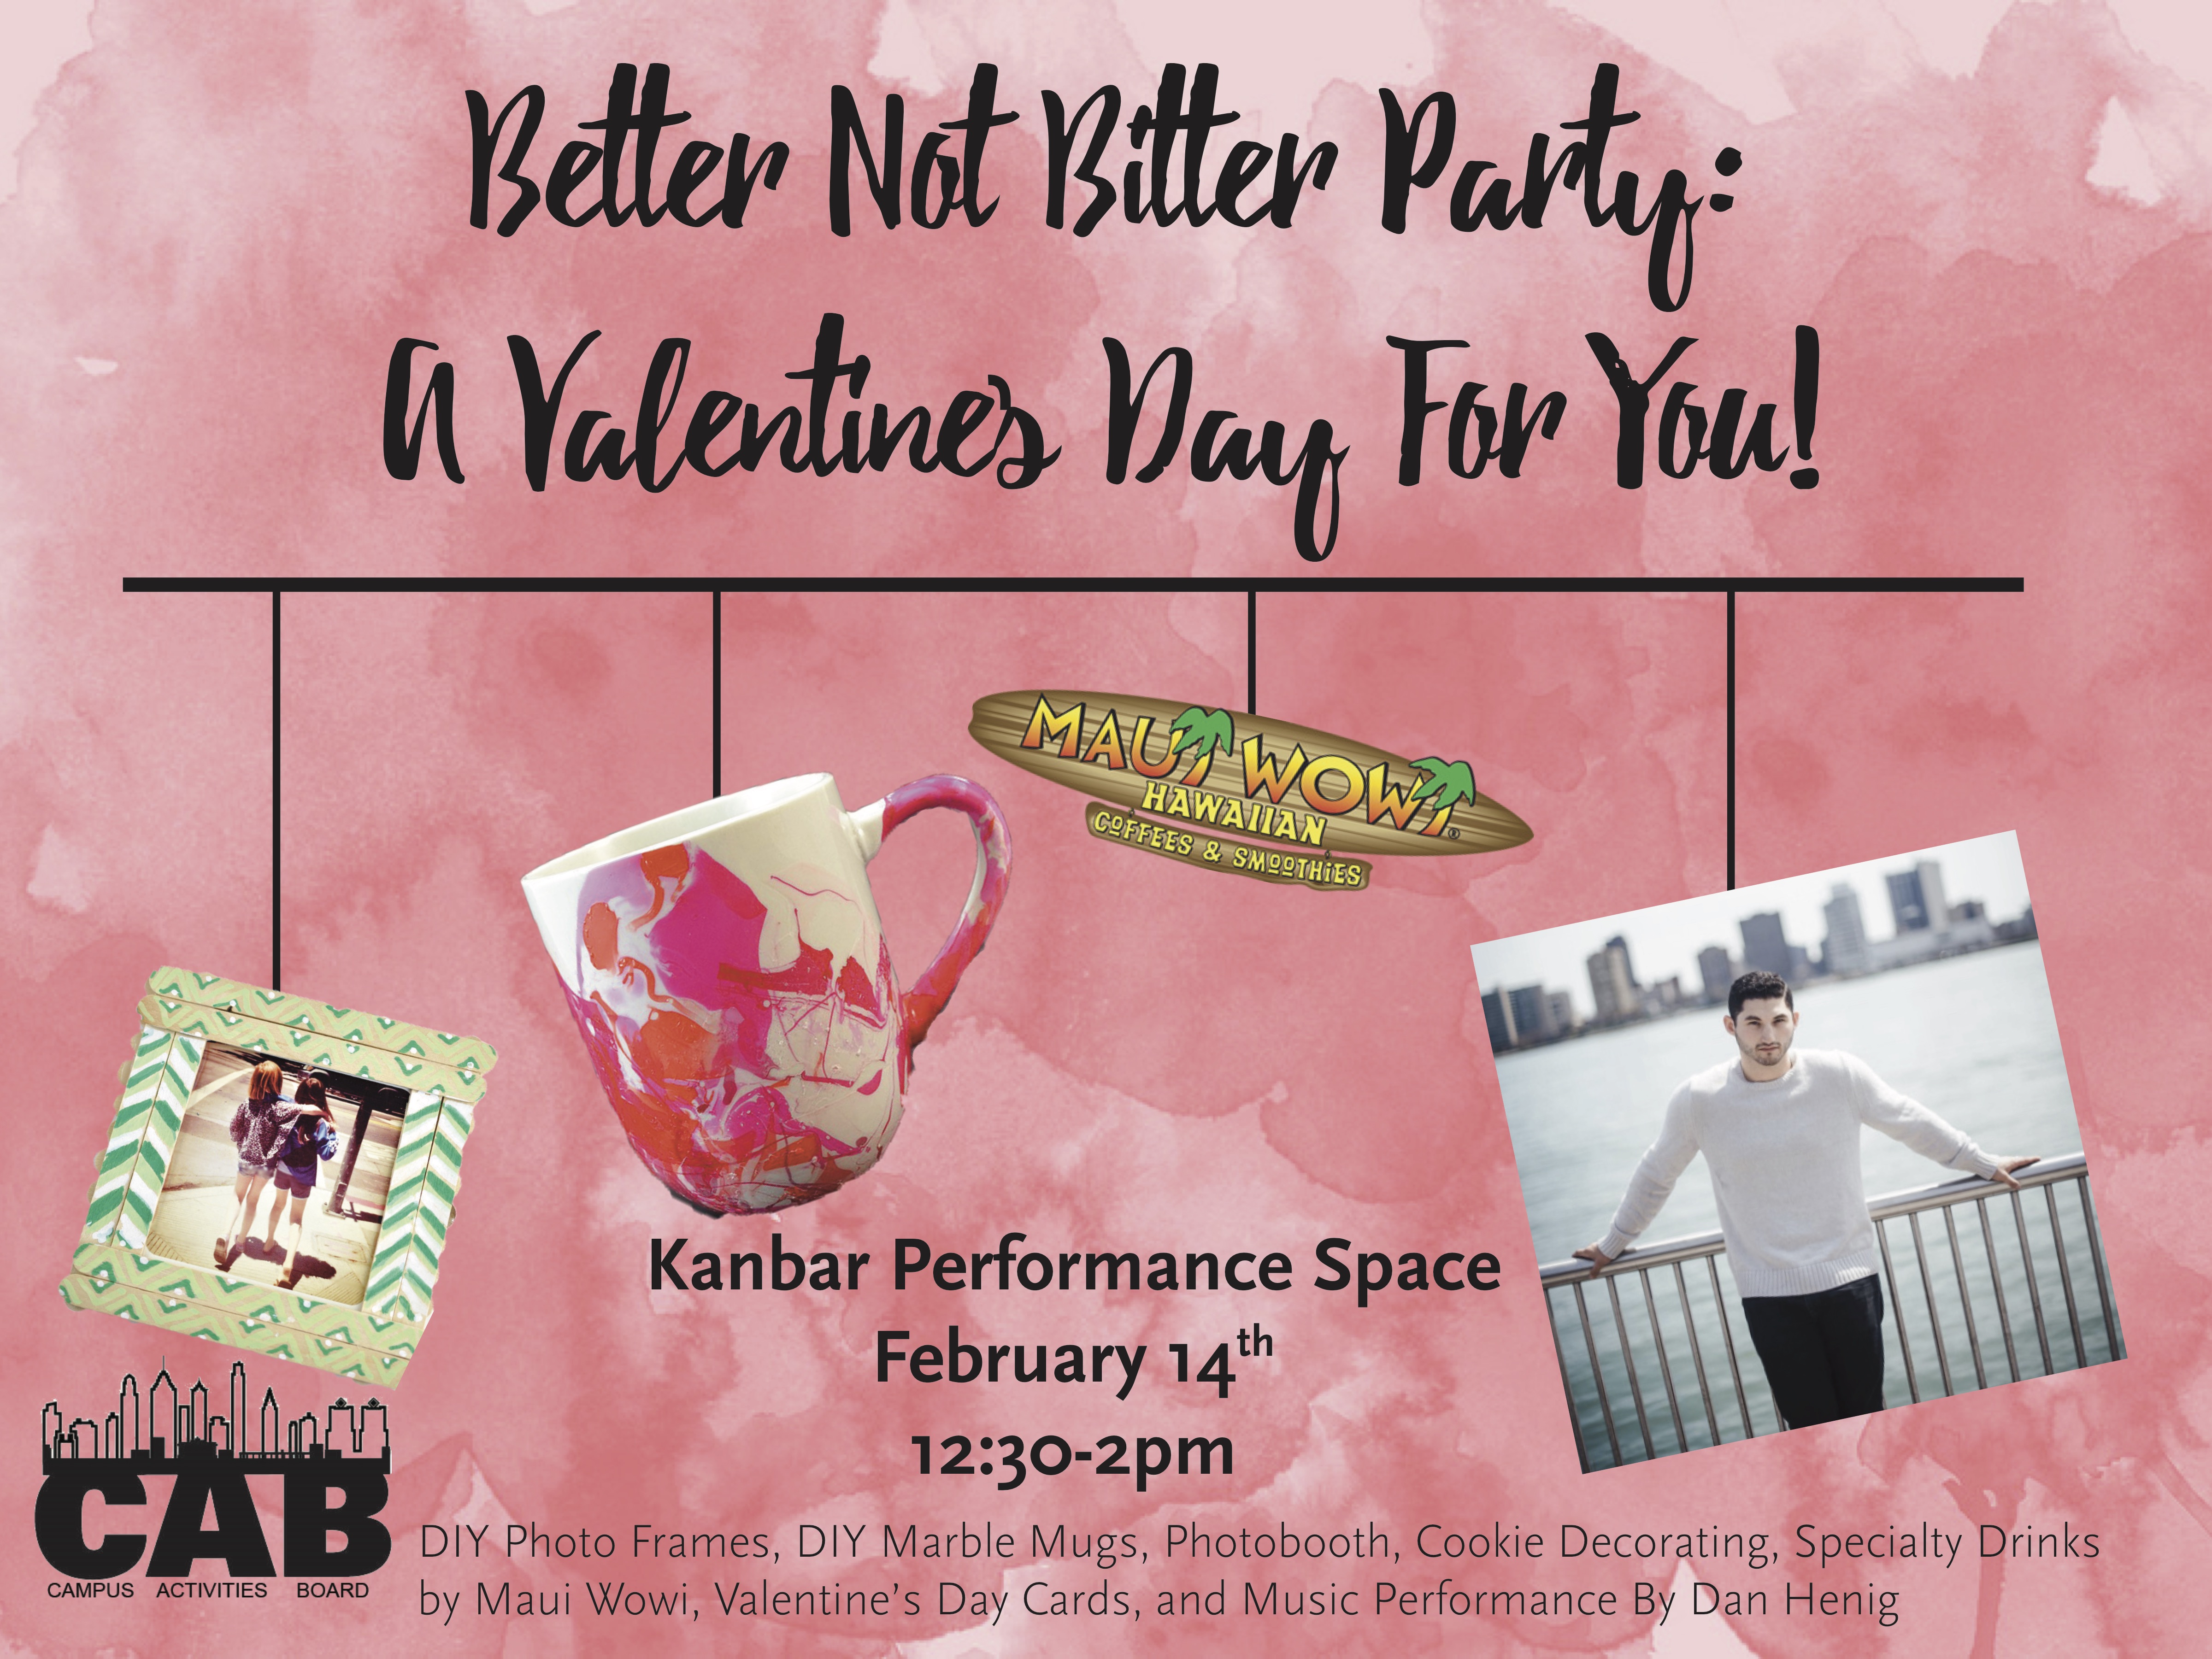 Better Not Bitter Party:
A Valentine's Day For You!
MAUI WOWI®
HAWAIIAN
COFFEES & SMOOTHiES
Kanbar Performance Space
February 14th
12:30-2pm
CAB
CAMPUS ACTIVITIES BOARD
DIY Photo Frames, DIY Marble Mugs, Photobooth, Cookie Decorating, Specialty Drinks
by Maui Wowi, Valentine’s Day Cards, and Music Performance By Dan Henig